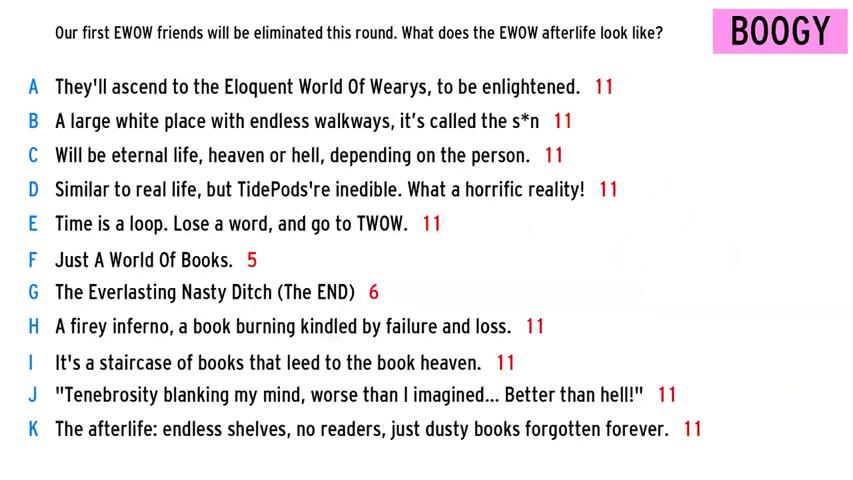 Our first EWOW friends will be eliminated this round. What does the EWOW afterlife look like?
BOOGY
A They'll ascend to the Eloquent World Of Wearys, to be enlightened. 11
B A large white place with endless walkways, it’s called the s*n 11
C Will be eternal life, heaven or hell, depending on the person. 11
D Similar to real life, but TidePods're inedible. What a horrific reality! 11
E Time is a loop. Lose a word, and go to TWOW. 11
F Just A World Of Books. 5
G The Everlasting Nasty Ditch (The END) 6
H A firey inferno, a book burning kindled by failure and loss. 11
I It's a staircase of books that leed to the book heaven. 11
J "Tenebrosity blanking my mind, worse than I imagined... Better than hell!" 11
K The afterlife: endless shelves, no readers, just dusty books forgotten forever. 11